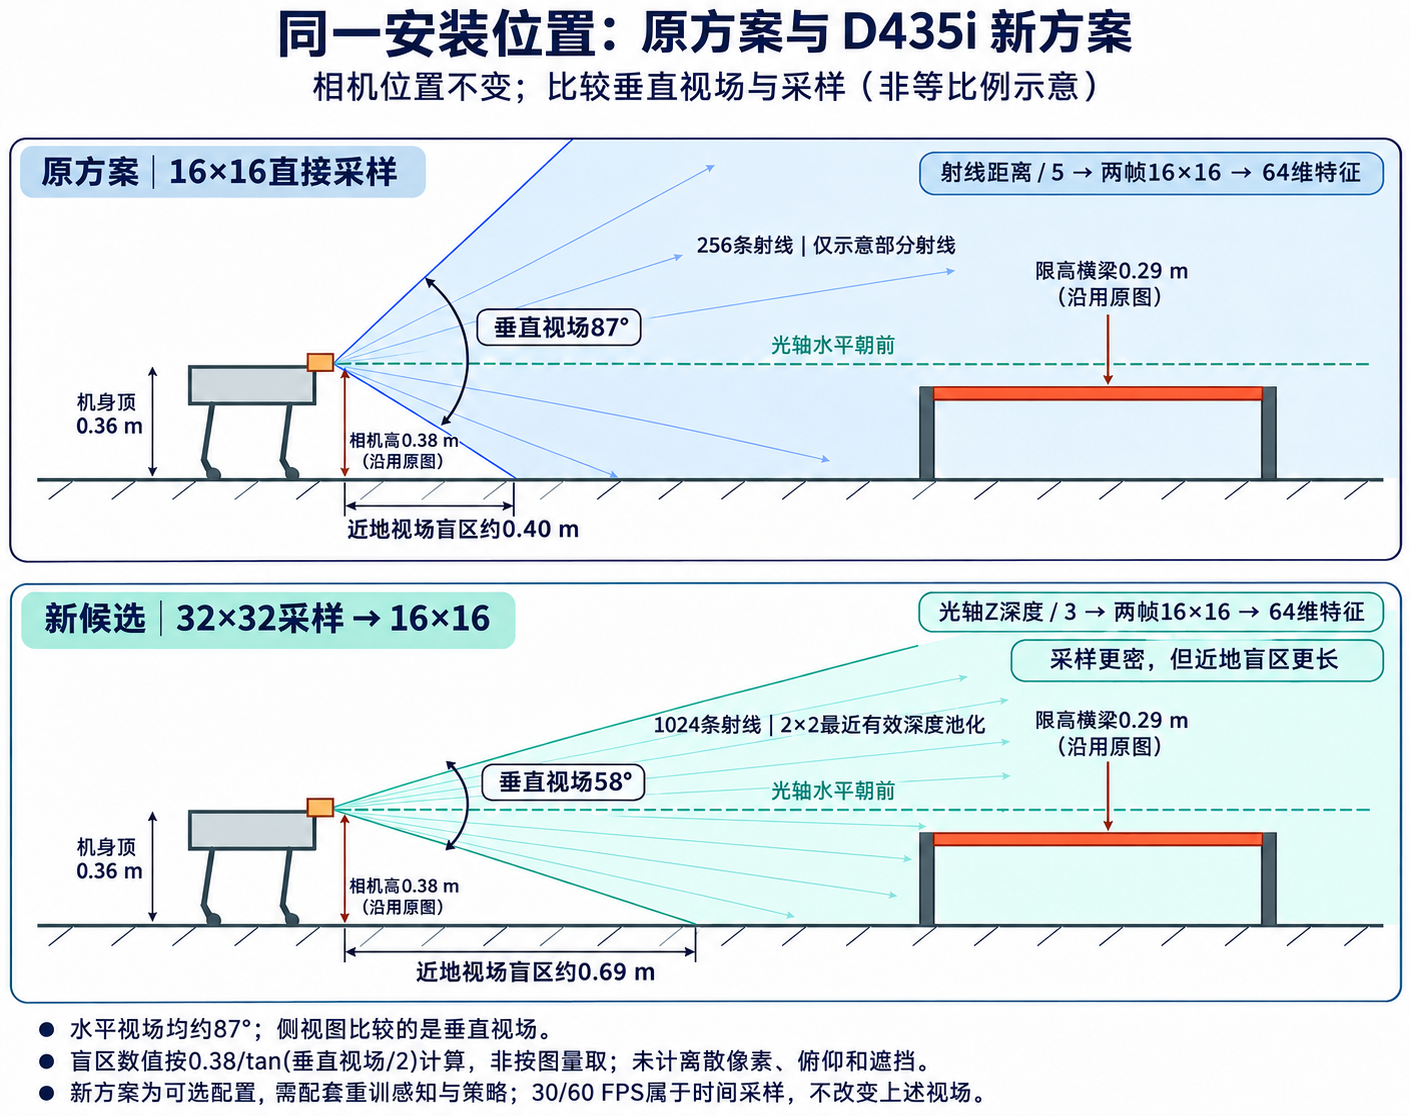 同一安装位置：原方案与 D435i 新方案
相机位置不变；比较垂直视场与采样（非等比例示意）
原方案｜16×16直接采样
射线距离 / 5 → 两帧16×16 → 64维特征
256条射线｜仅示意部分射线
限高横梁0.29 m
（沿用原图）
垂直视场87°
光轴水平朝前
机身顶
0.36 m
相机高0.38 m
（沿用原图）
近地视场盲区约0.40 m
新候选｜32×32采样 → 16×16
光轴Z深度 / 3 → 两帧16×16 → 64维特征
采样更密，但近地盲区更长
1024条射线｜2×2最近有效深度池化
限高横梁0.29 m
（沿用原图）
垂直视场58°
光轴水平朝前
机身顶
0.36 m
相机高0.38 m
（沿用原图）
近地视场盲区约0.69 m
● 水平视场均约87°；侧视图比较的是垂直视场。
● 盲区数值按0.38/tan(垂直视场/2)计算，非按图量取；未计离散像素、俯仰和遮挡。
● 新方案为可选配置，需配套重训感知与策略；30/60 FPS属于时间采样，不改变上述视场。